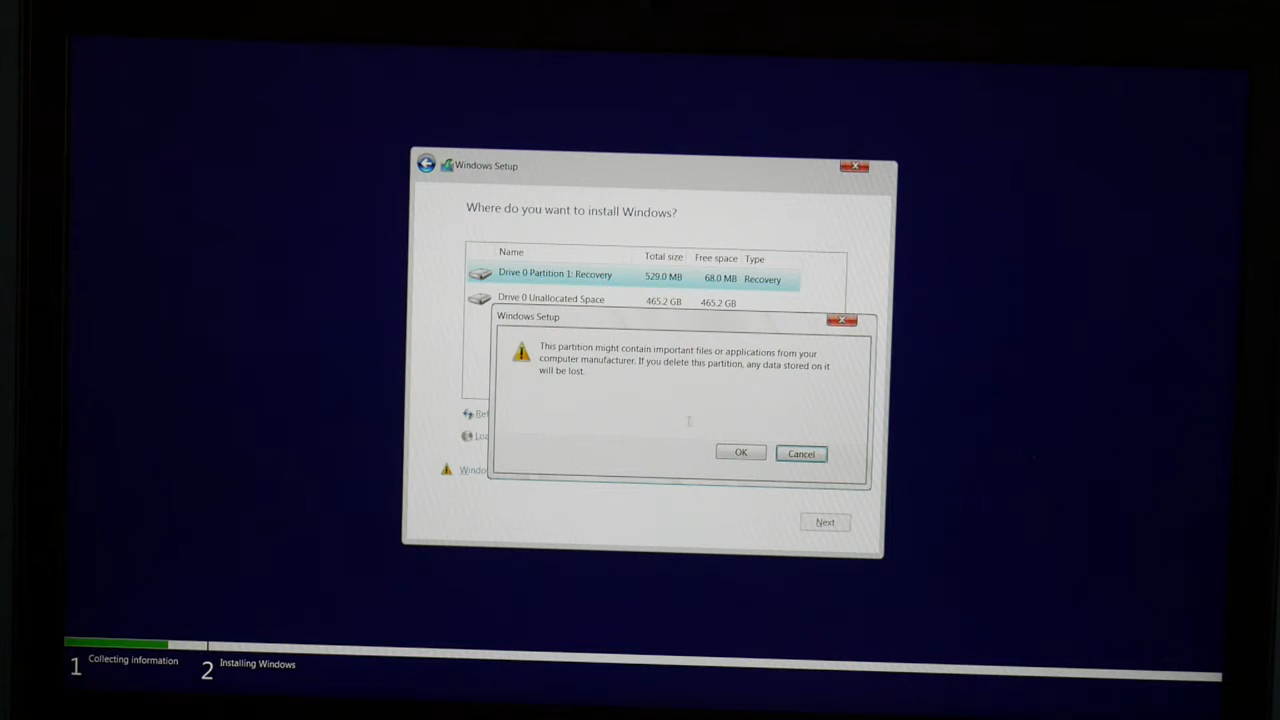 Windows Setup
Where do you want to install Windows?
Name Total size Free space Type
Drive 0 Partition 1: Recovery 529.0 MB 68.0 MB Recovery
Drive 0 Unallocated Space 465.2 GB 465.2 GB
Windows Setup
This partition might contain important files or applications from your
computer manufacturer. If you delete this partition, any data stored on it
will be lost.
OK Cancel
Next
1 Collecting information 2 Installing Windows